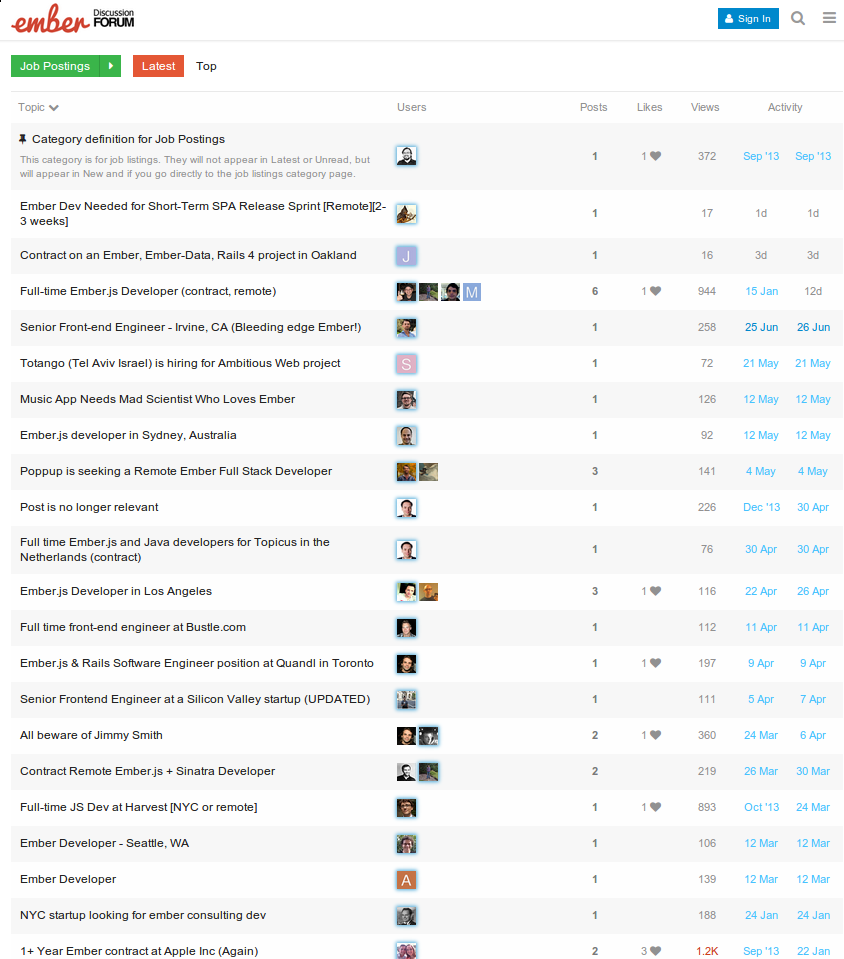 ember Discussion FORUM Sign In
Job Postings Latest Top
Topic Users Posts Likes Views Activity
Category definition for Job Postings
This category is for job listings. They will not appear in Latest or Unread, but
will appear in New and if you go directly to the job listings category page.
1 1 372 Sep '13 Sep '13
Ember Dev Needed for Short-Term SPA Release Sprint [Remote][2-
3 weeks]
1 17 1d 1d
Contract on an Ember, Ember-Data, Rails 4 project in Oakland J 1 16 3d 3d
Full-time Ember.js Developer (contract, remote) M 6 1 944 15 Jan 12d
Senior Front-end Engineer - Irvine, CA (Bleeding edge Ember!) 1 258 25 Jun 26 Jun
Totango (Tel Aviv Israel) is hiring for Ambitious Web project S 1 72 21 May 21 May
Music App Needs Mad Scientist Who Loves Ember 1 126 12 May 12 May
Ember.js developer in Sydney, Australia 1 92 12 May 12 May
Poppup is seeking a Remote Ember Full Stack Developer 3 141 4 May 4 May
Post is no longer relevant 1 226 Dec '13 30 Apr
Full time Ember.js and Java developers for Topicus in the
Netherlands (contract)
1 76 30 Apr 30 Apr
Ember.js Developer in Los Angeles 3 1 116 22 Apr 26 Apr
Full time front-end engineer at Bustle.com 1 112 11 Apr 11 Apr
Ember.js & Rails Software Engineer position at Quandl in Toronto 1 1 197 9 Apr 9 Apr
Senior Frontend Engineer at a Silicon Valley startup (UPDATED) 1 111 5 Apr 7 Apr
All beware of Jimmy Smith 2 1 360 24 Mar 6 Apr
Contract Remote Ember.js + Sinatra Developer 2 219 26 Mar 30 Mar
Full-time JS Dev at Harvest [NYC or remote] 1 1 893 Oct '13 24 Mar
Ember Developer - Seattle, WA 1 106 12 Mar 12 Mar
Ember Developer A 1 139 12 Mar 12 Mar
NYC startup looking for ember consulting dev 1 188 24 Jan 24 Jan
1+ Year Ember contract at Apple Inc (Again) 2 3 1.2K Sep '13 22 Jan